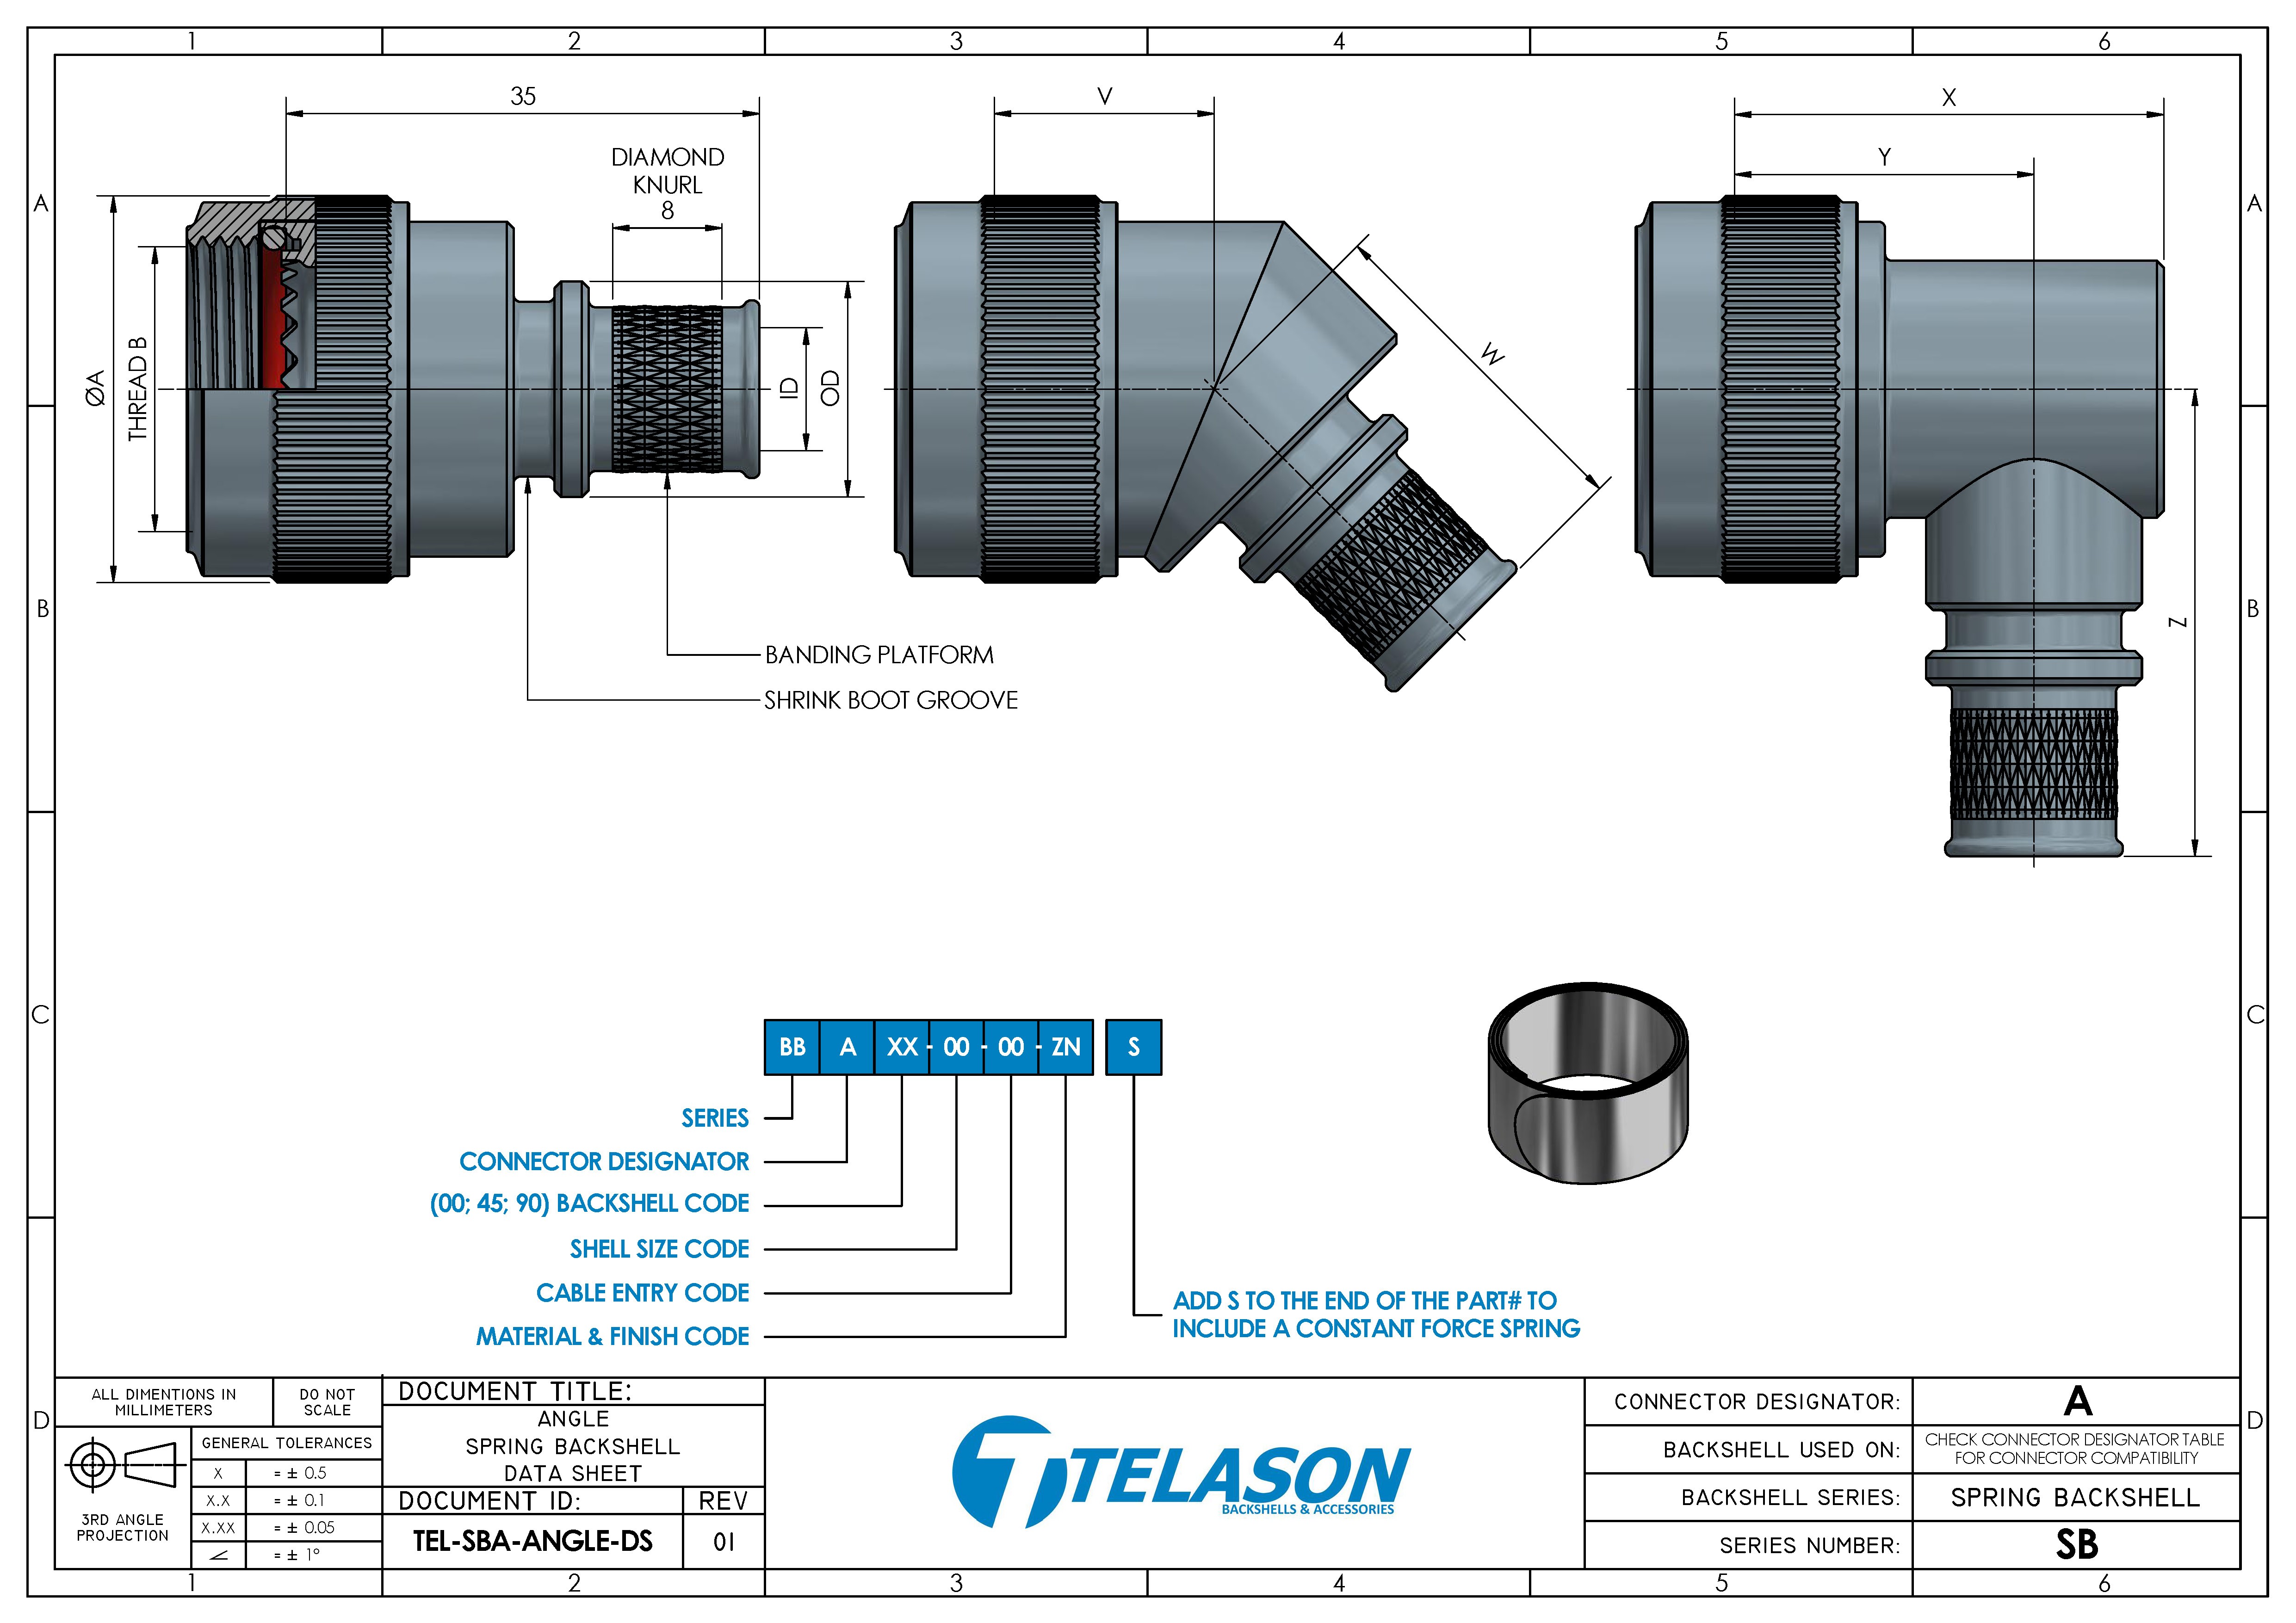 1 2 3 4 5 6
A
B
C
D
A
B
C
D
35
DIAMOND
KNURL
8
ØA
THREAD B
ID
OD
BANDING PLATFORM
SHRINK BOOT GROOVE
V
W
X
Y
Z
BB A XX - 00 - 00 - ZN S
SERIES
CONNECTOR DESIGNATOR
(00; 45; 90) BACKSHELL CODE
SHELL SIZE CODE
CABLE ENTRY CODE
MATERIAL & FINISH CODE
ADD S TO THE END OF THE PART# TO
INCLUDE A CONSTANT FORCE SPRING
ALL DIMENTIONS IN
MILLIMETERS
DO NOT
SCALE
3RD ANGLE
PROJECTION
GENERAL TOLERANCES
X = ± 0.5
X.X = ± 0.1
X.XX = ± 0.05
∠ = ± 1°
DOCUMENT TITLE:
ANGLE
SPRING BACKSHELL
DATA SHEET
DOCUMENT ID: REV
TEL-SBA-ANGLE-DS 01
TELASON
BACKSHELLS & ACCESSORIES
CONNECTOR DESIGNATOR: A
BACKSHELL USED ON: CHECK CONNECTOR DESIGNATOR TABLE
FOR CONNECTOR COMPATIBILITY
BACKSHELL SERIES: SPRING BACKSHELL
SERIES NUMBER: SB
1 2 3 4 5 6